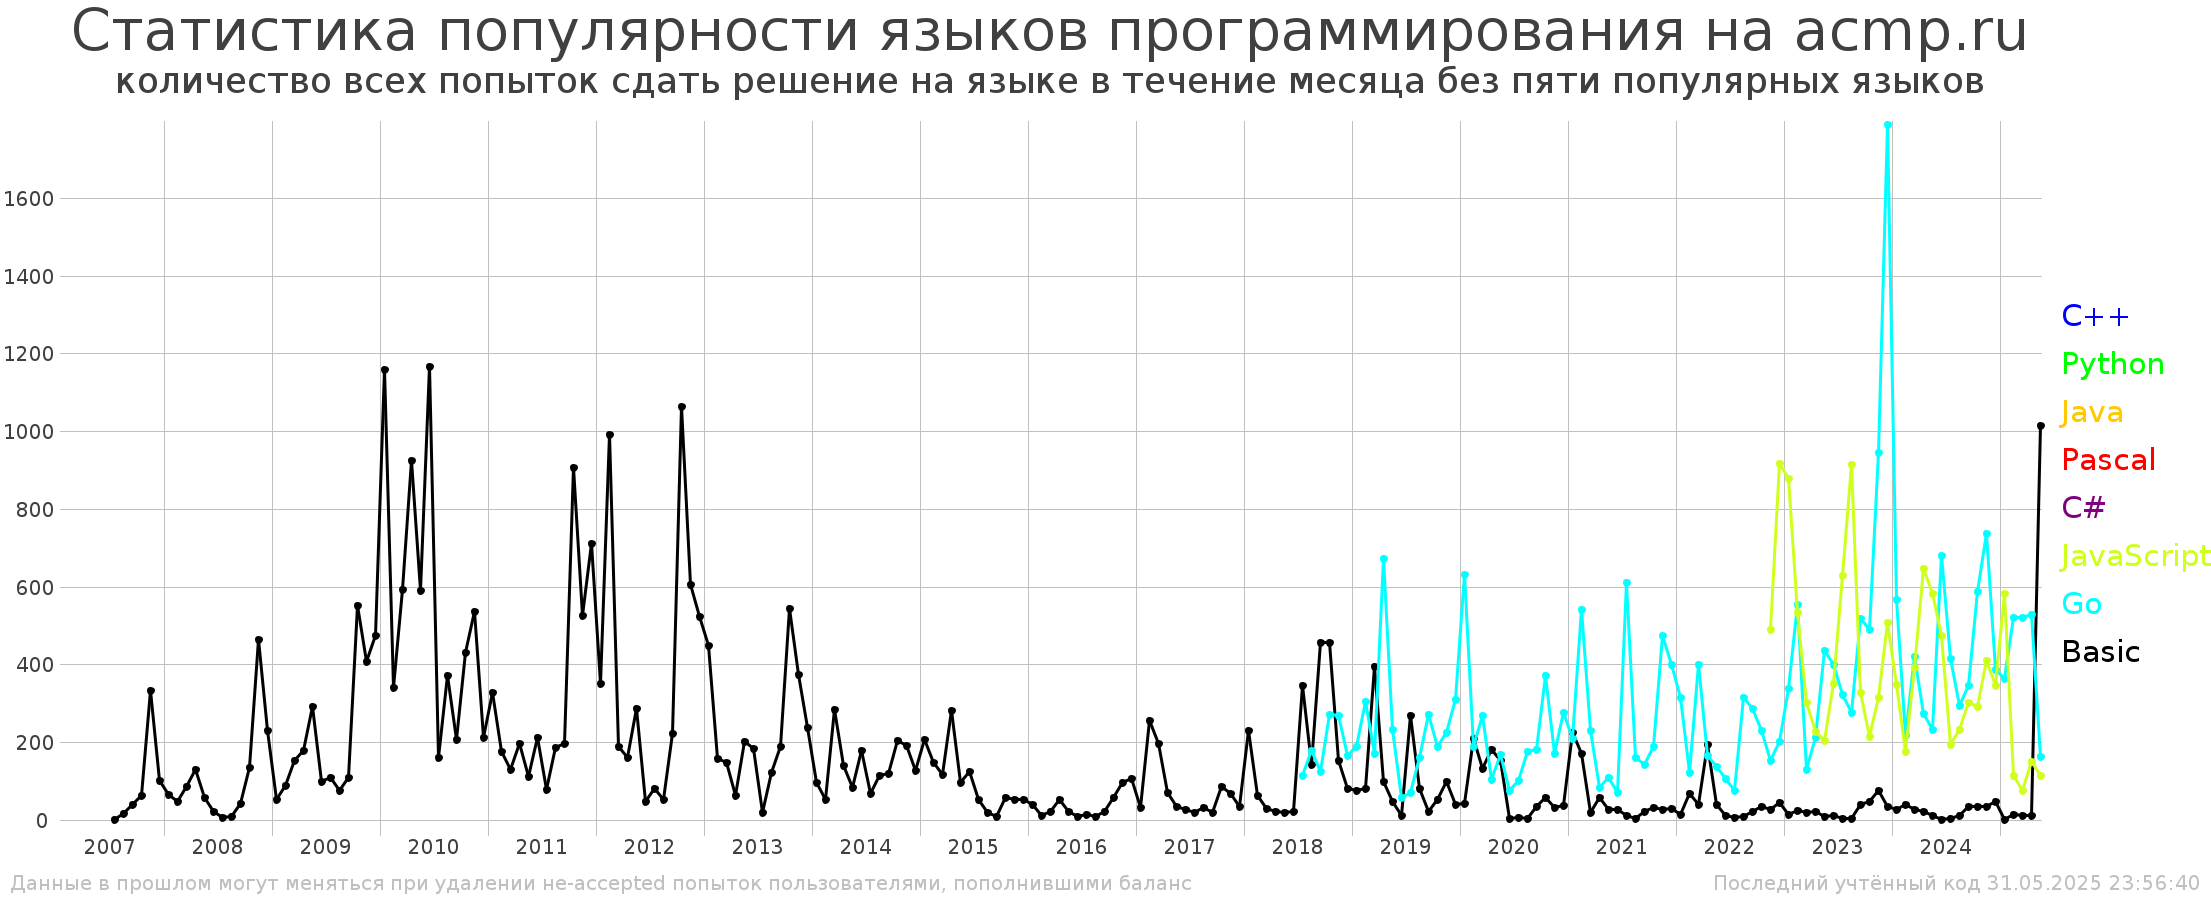 Статистика популярности языков программирования на acmp.ru
количество всех попыток сдать решение на языке в течение месяца без пяти популярных языков
1600
1400
1200
1000
800
600
400
200
0
C++
Python
Java
Pascal
C#
JavaScript
Go
Basic
2007 2008 2009 2010 2011 2012 2013 2014 2015 2016 2017 2018 2019 2020 2021 2022 2023 2024
Данные в прошлом могут меняться при удалении не-accepted попыток пользователями, пополнившими баланс
Последний учтённый код 31.05.2025 23:56:40